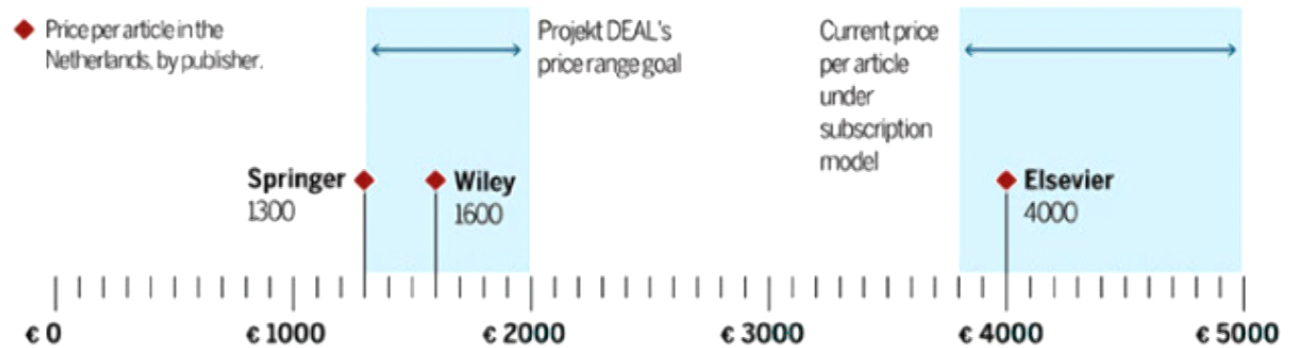 Price per article in the
Netherlands, by publisher.
Projekt DEAL's
price range goal
Current price
per article
under
subscription
model
Springer
1300
Wiley
1600
Elsevier
4000
€ 0
€ 1000
€ 2000
€ 3000
€ 4000
€ 5000